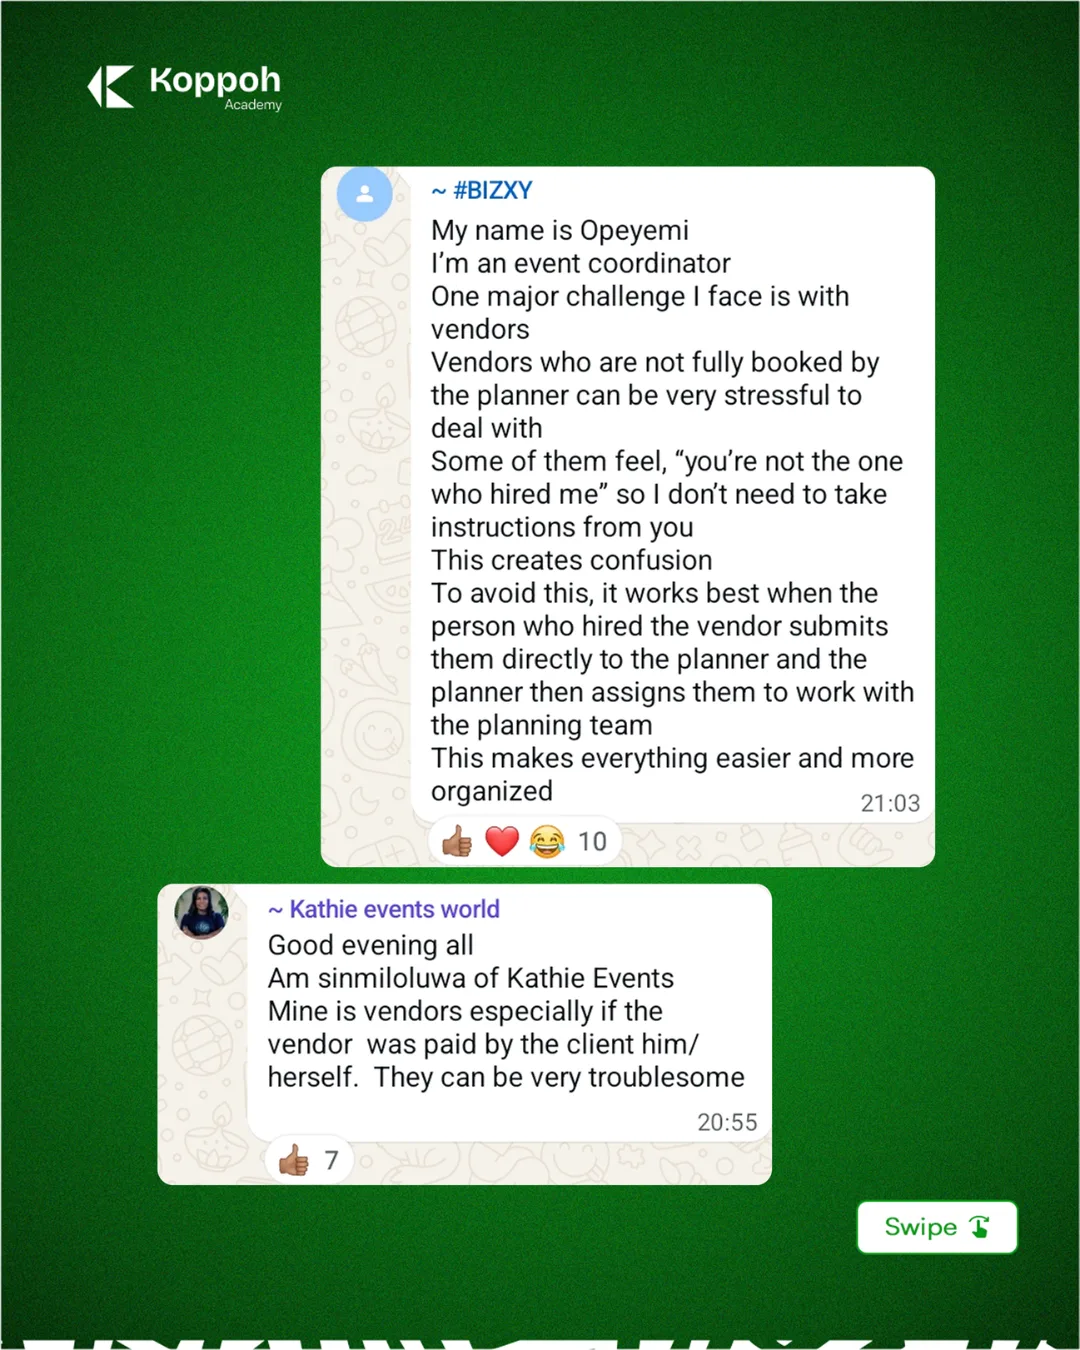 Koppoh
Academy
~ #BIZXY
My name is Opeyemi
I’m an event coordinator
One major challenge I face is with
vendors
Vendors who are not fully booked by
the planner can be very stressful to
deal with
Some of them feel, “you’re not the one
who hired me” so I don’t need to take
instructions from you
This creates confusion
To avoid this, it works best when the
person who hired the vendor submits
them directly to the planner and the
planner then assigns them to work with
the planning team
This makes everything easier and more
organized
21:03
👍🏾 ❤️ 😂 10
~ Kathie events world
Good evening all
Am sinmiloluwa of Kathie Events
Mine is vendors especially if the
vendor  was paid by the client him/
herself.  They can be very troublesome
20:55
👍🏾 7
Swipe